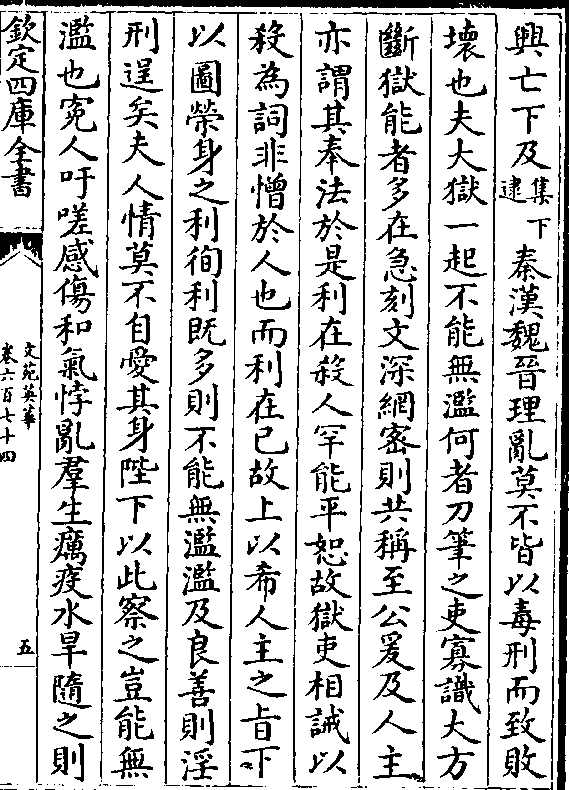 興亡下及集下逮秦漢魏晉理亂莫不皆以毒刑而致敗
壞也夫大獄一起不能無濫何者刀筆之吏寡識大方
斷獄能者多在急刻文深網密則共稱至公爰及人主
亦謂其奉法於是利在殺人罕能平恕故獄吏相誡以
殺為詞非憎於人也而利在已故上以希人主之旨下
以圖榮身之利徇利既多則不能無濫濫及良善則淫
刑逞矣夫人情莫不自愛其身陛下以此察之豈能無
濫也寃人吁嗟感傷和氣悖亂羣生癘疫水旱隨之則
欽定四庫全書
文苑英華
卷六百七十四
五